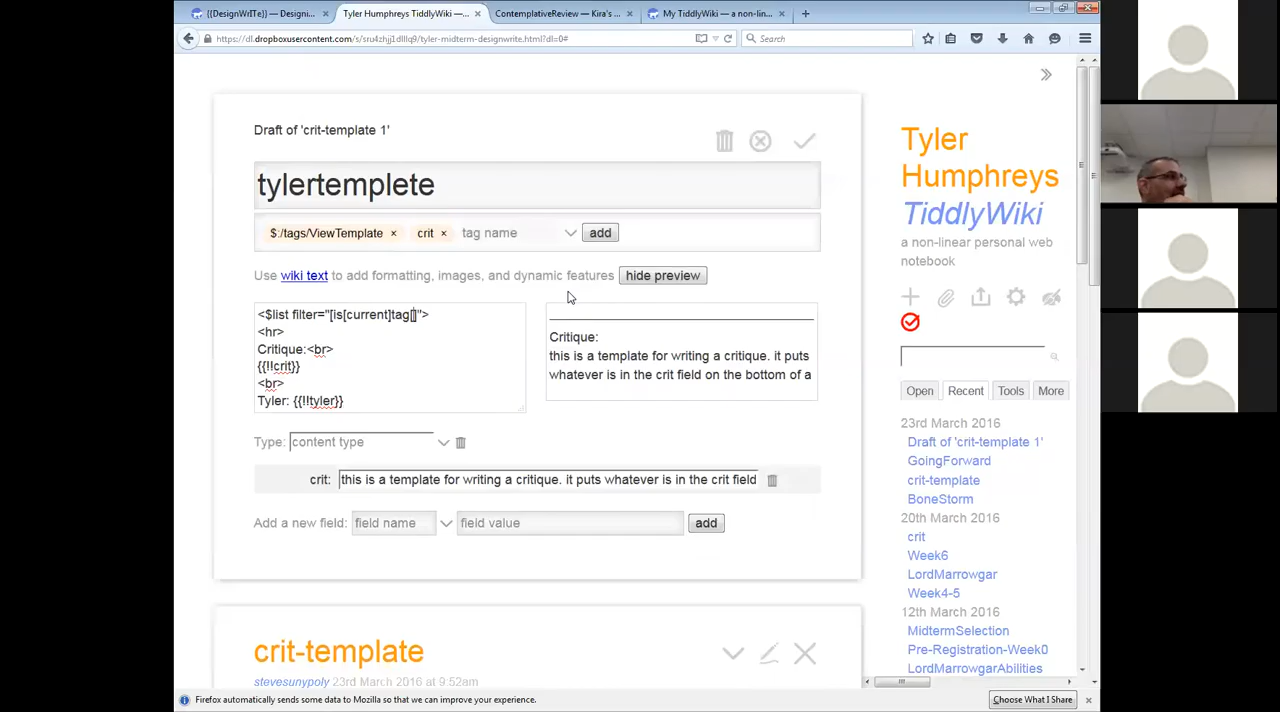 ((DesignWrITe)) — Designi...
Tyler Humphreys TiddlyWiki —...
ContemplativeReview — Kira's ...
My TiddlyWiki — a non-lin...
https://dl.dropboxusercontent.com/s/sru4zhjj1dlllq9/tyler-midterm-designwrite.html?dl=0#
Search
Draft of 'crit-template 1'
tylertemplete
$:/tags/ViewTemplate × crit × tag name add
Use wiki text to add formatting, images, and dynamic features hide preview
<$list filter="[is[current]tag[]">
<hr>
Critique:<br>
{{!!crit}}
<br>
Tyler: {{!!tyler}}
Critique:
this is a template for writing a critique. it puts
whatever is in the crit field on the bottom of a
Type: content type
crit: this is a template for writing a critique. it puts whatever is in the crit field
Add a new field: field name field value add
crit-template
stevesunypoly 23rd March 2016 at 9:52am
Tyler
Humphreys
TiddlyWiki
a non-linear personal web
notebook
Open Recent Tools More
23rd March 2016
Draft of 'crit-template 1'
GoingForward
crit-template
BoneStorm
20th March 2016
crit
Week6
LordMarrowgar
Week4-5
12th March 2016
MidtermSelection
Pre-Registration-Week0
LordMarrowgarAbilities
Firefox automatically sends some data to Mozilla so that we can improve your experience.
Choose What I Share